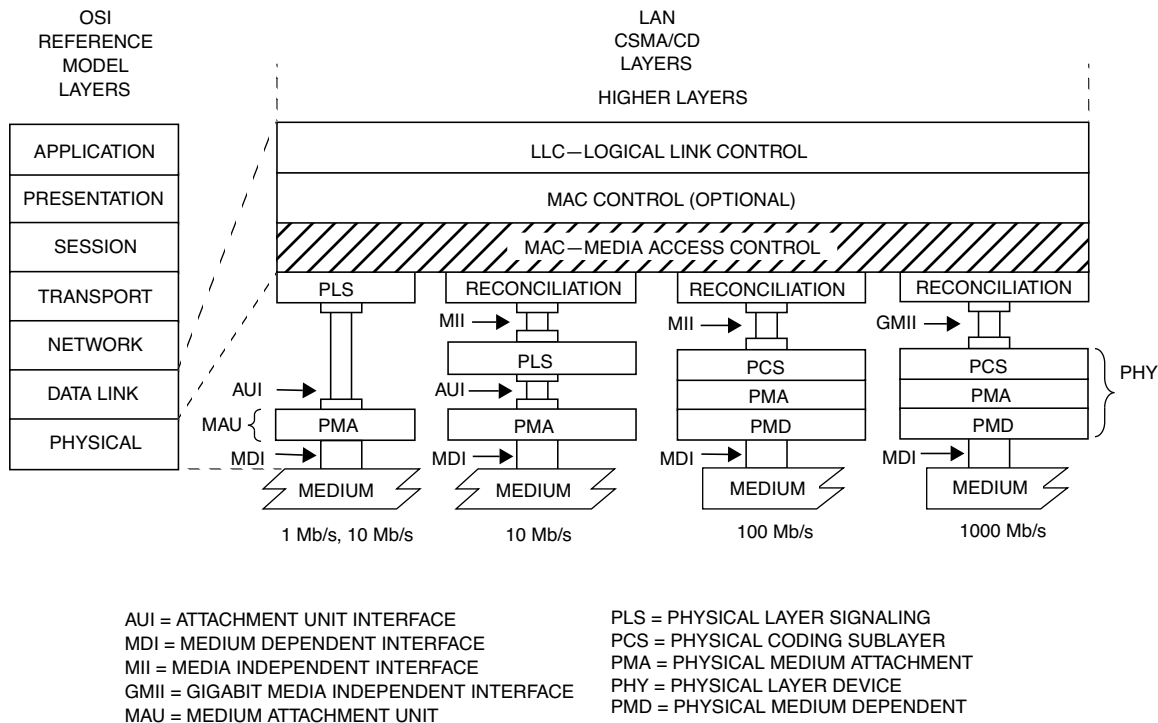 OSI
REFERENCE
MODEL
LAYERS
LAN
CSMA/CD
LAYERS
HIGHER LAYERS
APPLICATION
PRESENTATION
SESSION
TRANSPORT
NETWORK
DATA LINK
PHYSICAL
LLC—LOGICAL LINK CONTROL
MAC CONTROL (OPTIONAL)
MAC—MEDIA ACCESS CONTROL
PLS
AUI
MAU
PMA
MDI
MEDIUM
1 Mb/s, 10 Mb/s
RECONCILIATION
MII
PLS
AUI
PMA
MDI
MEDIUM
10 Mb/s
RECONCILIATION
MII
PCS
PMA
PMD
MDI
MEDIUM
100 Mb/s
RECONCILIATION
GMII
PCS
PMA
PMD
PHY
MDI
MEDIUM
1000 Mb/s
AUI = ATTACHMENT UNIT INTERFACE
MDI = MEDIUM DEPENDENT INTERFACE
MII = MEDIA INDEPENDENT INTERFACE
GMII = GIGABIT MEDIA INDEPENDENT INTERFACE
MAU = MEDIUM ATTACHMENT UNIT
PLS = PHYSICAL LAYER SIGNALING
PCS = PHYSICAL CODING SUBLAYER
PMA = PHYSICAL MEDIUM ATTACHMENT
PHY = PHYSICAL LAYER DEVICE
PMD = PHYSICAL MEDIUM DEPENDENT